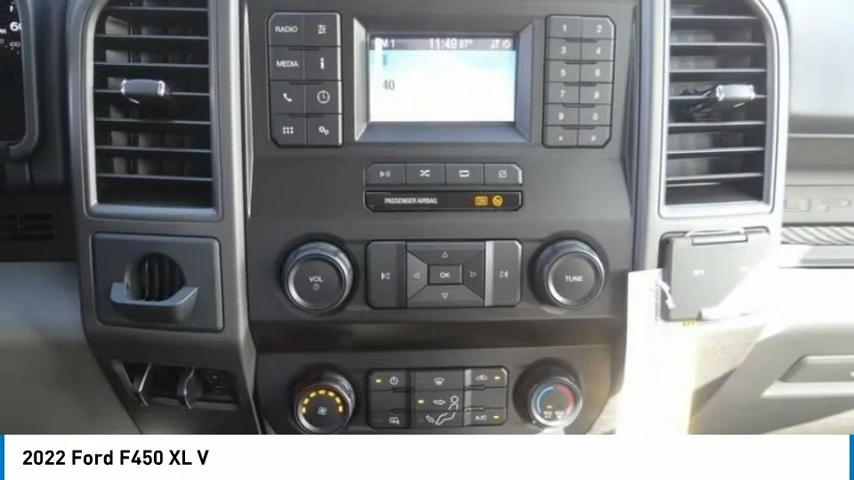 RADIO
MEDIA
11:49 97°
40
1 2
3 4
5 6
7 8
9 0
PASSENGER AIRBAG
VOL
OK
TUNE
A/C
2022 Ford F450 XL V